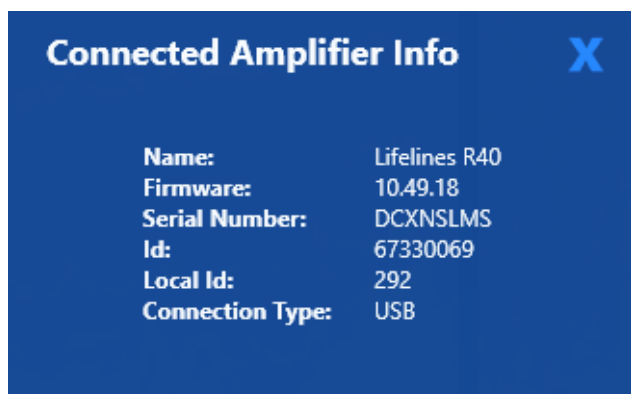 Connected Amplifier Info X
Name: Lifelines R40
Firmware: 10.49.18
Serial Number: DCXNSLMS
Id: 67330069
Local Id: 292
Connection Type: USB